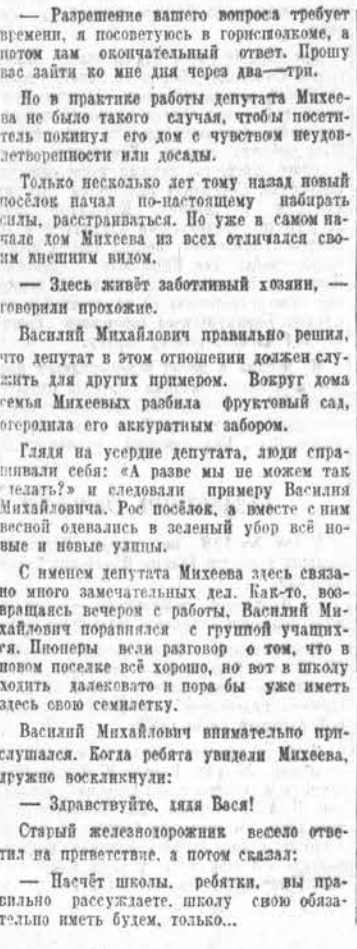 — Разрешение вашего вопроса требует
времени, я посоветуюсь в горисполкоме, а
потом дам окончательный ответ. Прошу
вас зайти ко мне дня через два—три.
Но в практике работы депутата Михее-
ва не было такого случая, чтобы посети-
тель покинул его дом с чувством неудов-
летворенности или досады.
Только несколько лет тому назад новый
посёлок начал по-настоящему набирать
силы, расстраиваться. Но уже в самом на-
чале дом Михеева из всех отличался сво-
им внешним видом.
— Здесь живёт заботливый хозяин, —
говорили прохожие.
Василий Михайлович правильно решил,
что депутат в этом отношении должен слу-
жить для других примером. Вокруг дома
семья Михеевых разбила фруктовый сад,
огородила его аккуратным забором.
Глядя на усердие депутата, люди спра-
шивали себя: «А разве мы не можем так
делать?» и следовали примеру Василия
Михайловича. Рос посёлок, а вместе с ним
весной одевались в зеленый убор всё но-
вые и новые улицы.
С именем депутата Михеева здесь связа-
но много замечательных дел. Как-то, воз-
вращаясь вечером с работы, Василий Ми-
хайлович поравнялся с группой учащих-
ся. Пионеры вели разговор о том, что в
новом поселке всё хорошо, но вот в школу
ходить далековато и пора бы уже иметь
здесь свою семилетку.
Василий Михайлович внимательно при-
слушался. Когда ребята увидели Михеева,
дружно воскликнули:
— Здравствуйте, дядя Вася!
Старый железнодорожник весело отве-
тил на приветствие, а потом сказал:
— Насчёт школы, ребятки, вы пра-
вильно рассуждаете, школу свою обяза-
тельно иметь будем, только...